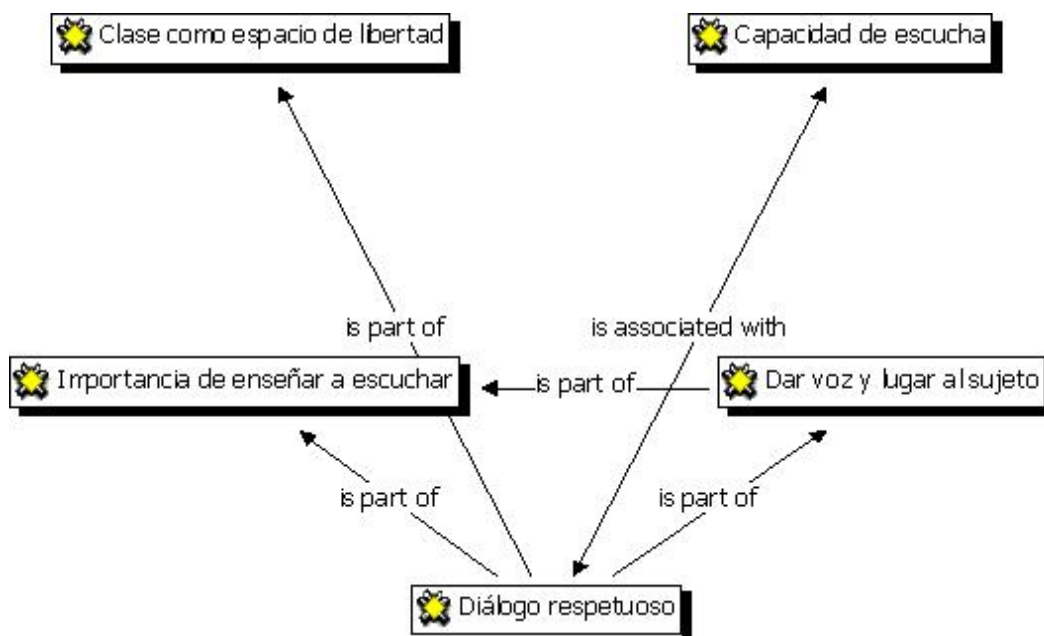 Clase como espacio de libertad
Capacidad de escucha
is part of
is associated with
Importancia de enseñar a escuchar
is part of
Dar voz y lugar al sujeto
is part of
is part of
Diálogo respetuoso